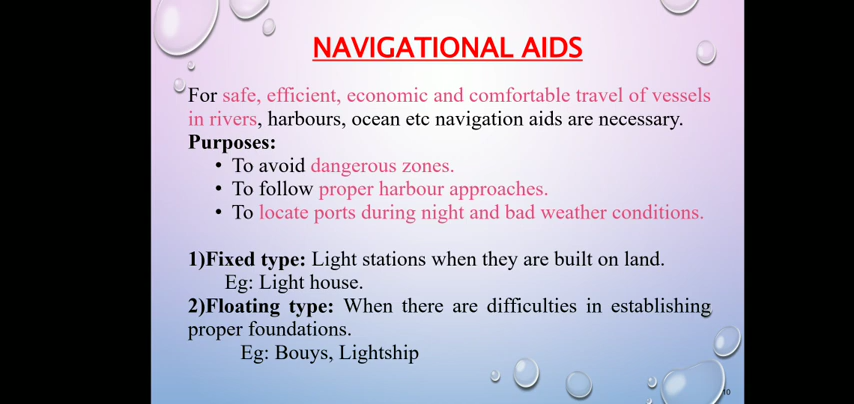 NAVIGATIONAL AIDS
For safe, efficient, economic and comfortable travel of vessels
in rivers, harbours, ocean etc navigation aids are necessary.
Purposes:
• To avoid dangerous zones.
• To follow proper harbour approaches.
• To locate ports during night and bad weather conditions.
1)Fixed type: Light stations when they are built on land.
Eg: Light house.
2)Floating type: When there are difficulties in establishing
proper foundations.
Eg: Bouys, Lightship
10